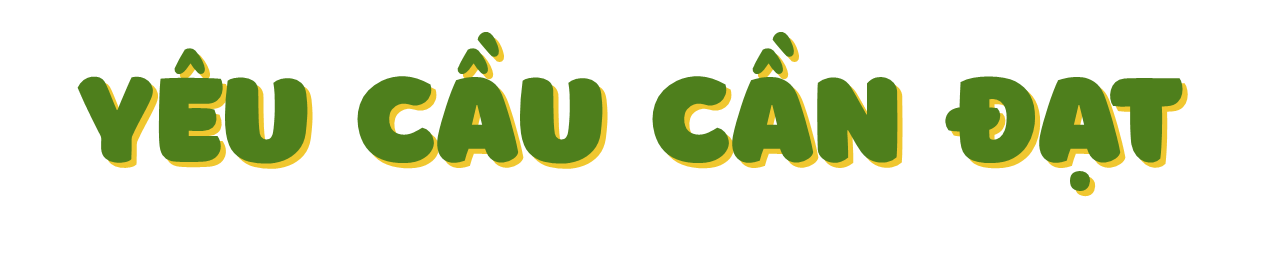 YÊU CẦU CẦN ĐẠT